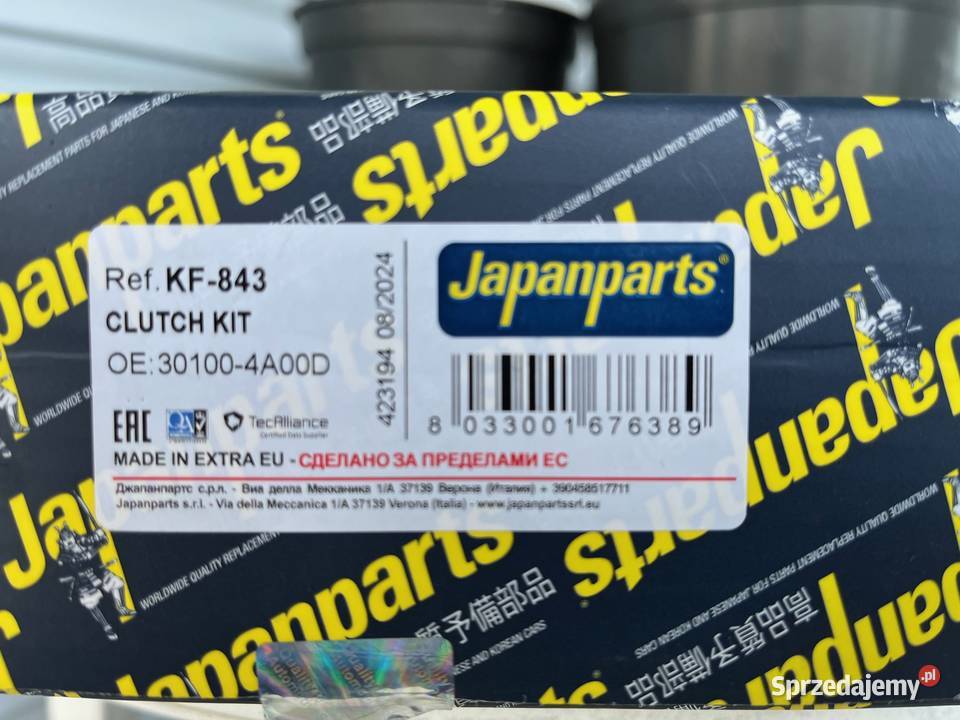 Japanparts
Ref. KF-843
CLUTCH KIT
OE: 30100-4A00D
423194 08/2024
Japanparts
8 033001 676389
EAC
QA
TecAlliance
Certified Data Supplier
MADE IN EXTRA EU - СДЕЛАНО ЗА ПРЕДЕЛАМИ ЕС
Джапанпартс с.р.л. - Виа делла Мекканика 1/A 37139 Верона (Италия) + 390458517711
Japanparts s.r.l. - Via della Meccanica 1/A 37139 Verona (Italia) - www.japanpartssrl.eu
WORLDWIDE QUALITY REPLACEMENT PARTS FOR JAPANESE AND KOREAN CARS
Japanparts
高品質予備部品
Sprzedajemy.pl